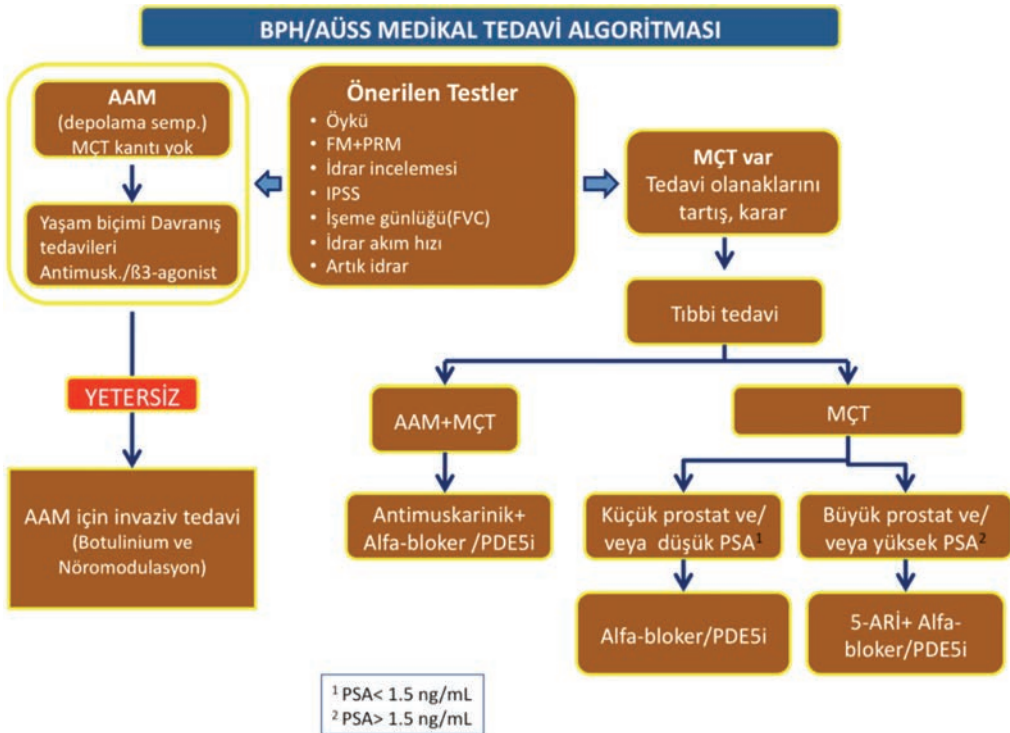 BPH/AÜSS MEDİKAL TEDAVİ ALGORİTMASI
AAM
(depolama semp.)
MÇT kanıtı yok
Yaşam biçimi Davranış
tedavileri
Antimusk./ß3-agonist
YETERSİZ
AAM için invaziv tedavi
(Botulinium ve
Nöromodulasyon)
Önerilen Testler
• Öykü
• FM+PRM
• İdrar incelemesi
• IPSS
• İşeme günlüğü(FVC)
• İdrar akım hızı
• Artık idrar
MÇT var
Tedavi olanaklarını
tartış, karar
Tıbbi tedavi
AAM+MÇT
MÇT
Antimuskarinik+
Alfa-bloker /PDE5i
Küçük prostat ve/
veya düşük PSA¹
Büyük prostat ve/
veya yüksek PSA²
Alfa-bloker/PDE5i
5-ARİ+ Alfa-
bloker/PDE5i
¹ PSA< 1.5 ng/mL
² PSA> 1.5 ng/mL